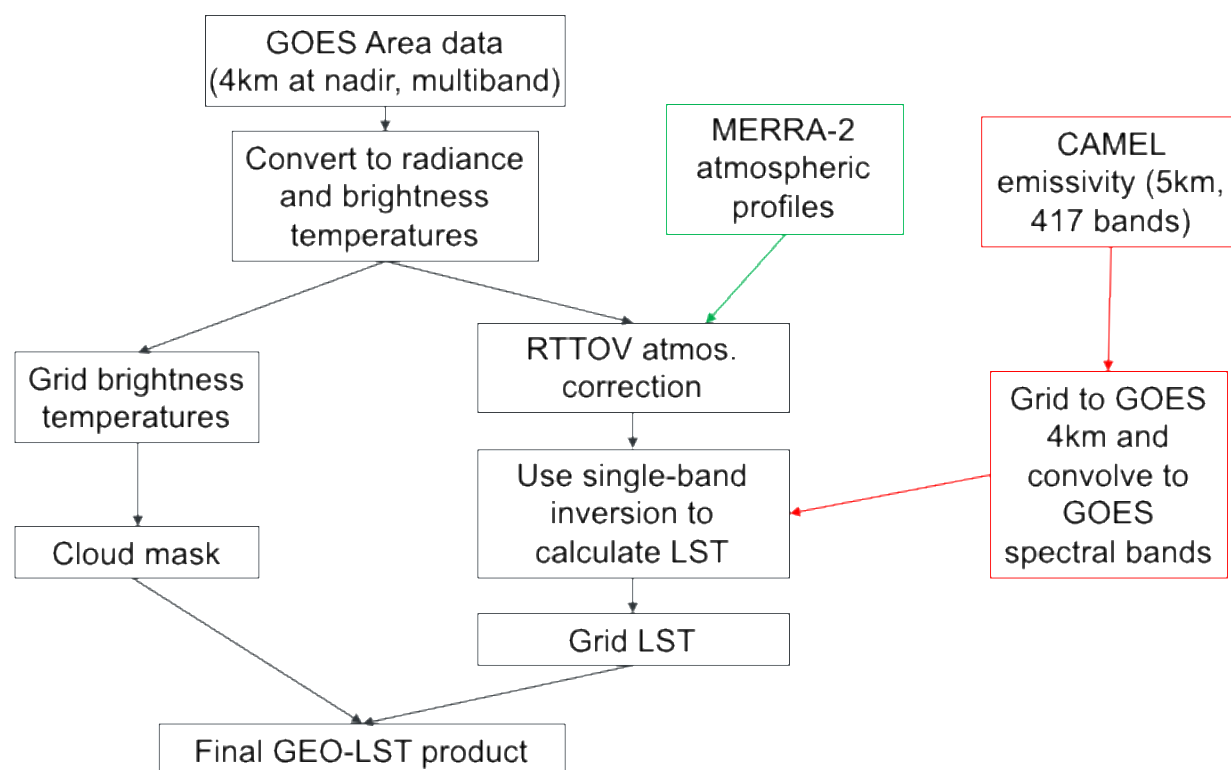 GOES Area data
(4km at nadir, multiband)
Convert to radiance
and brightness
temperatures
MERRA-2
atmospheric
profiles
CAMEL
emissivity (5km,
417 bands)
Grid brightness
temperatures
RTTOV atmos.
correction
Grid to GOES
4km and
convolve to
GOES
spectral bands
Use single-band
inversion to
calculate LST
Cloud mask
Grid LST
Final GEO-LST product